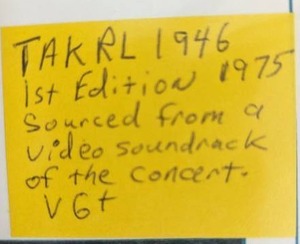 TAKRL 1946
1st Edition 1975
Sourced from a
video soundrack
of the concert.
VG+